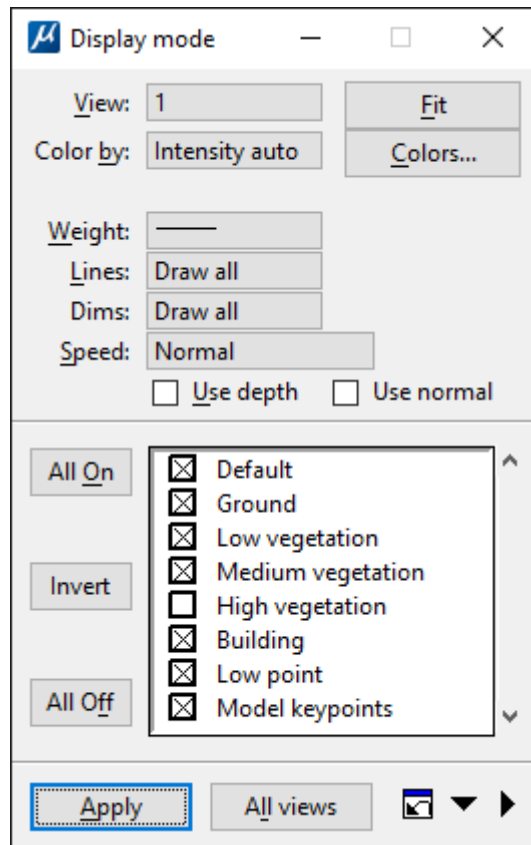 μ Display mode
View: 1 Fit
Color by: Intensity auto Colors...
Weight:
Lines: Draw all
Dims: Draw all
Speed: Normal
Use depth Use normal
All On
Invert
All Off
Default
Ground
Low vegetation
Medium vegetation
High vegetation
Building
Low point
Model keypoints
Apply All views